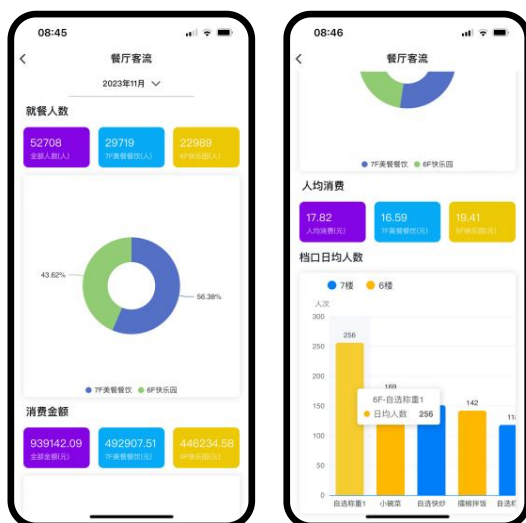 08:45
餐厅客流
2023年11月
就餐人数
52708
全部人数(人)
29719
7F美餐餐饮(人)
22989
6F快乐园(人)
43.62%
56.38%
7F美餐餐饮 6F快乐园
消费金额
939142.09
全部金额(元)
492907.51
7F美餐餐饮(元)
446234.58
6F快乐园(元)
08:46
餐厅客流
7F美餐餐饮 6F快乐园
人均消费
17.82
人均消费(元)
16.59
7F美餐餐饮(元)
19.41
6F快乐园(元)
档口日均人数
7楼 6楼
人次
300
250
200
150
100
50
0
256
169
142
6F-自选称重1
日均人数 256
自选称重1 小碗菜 自选快炒 擂椒拌饭 自选